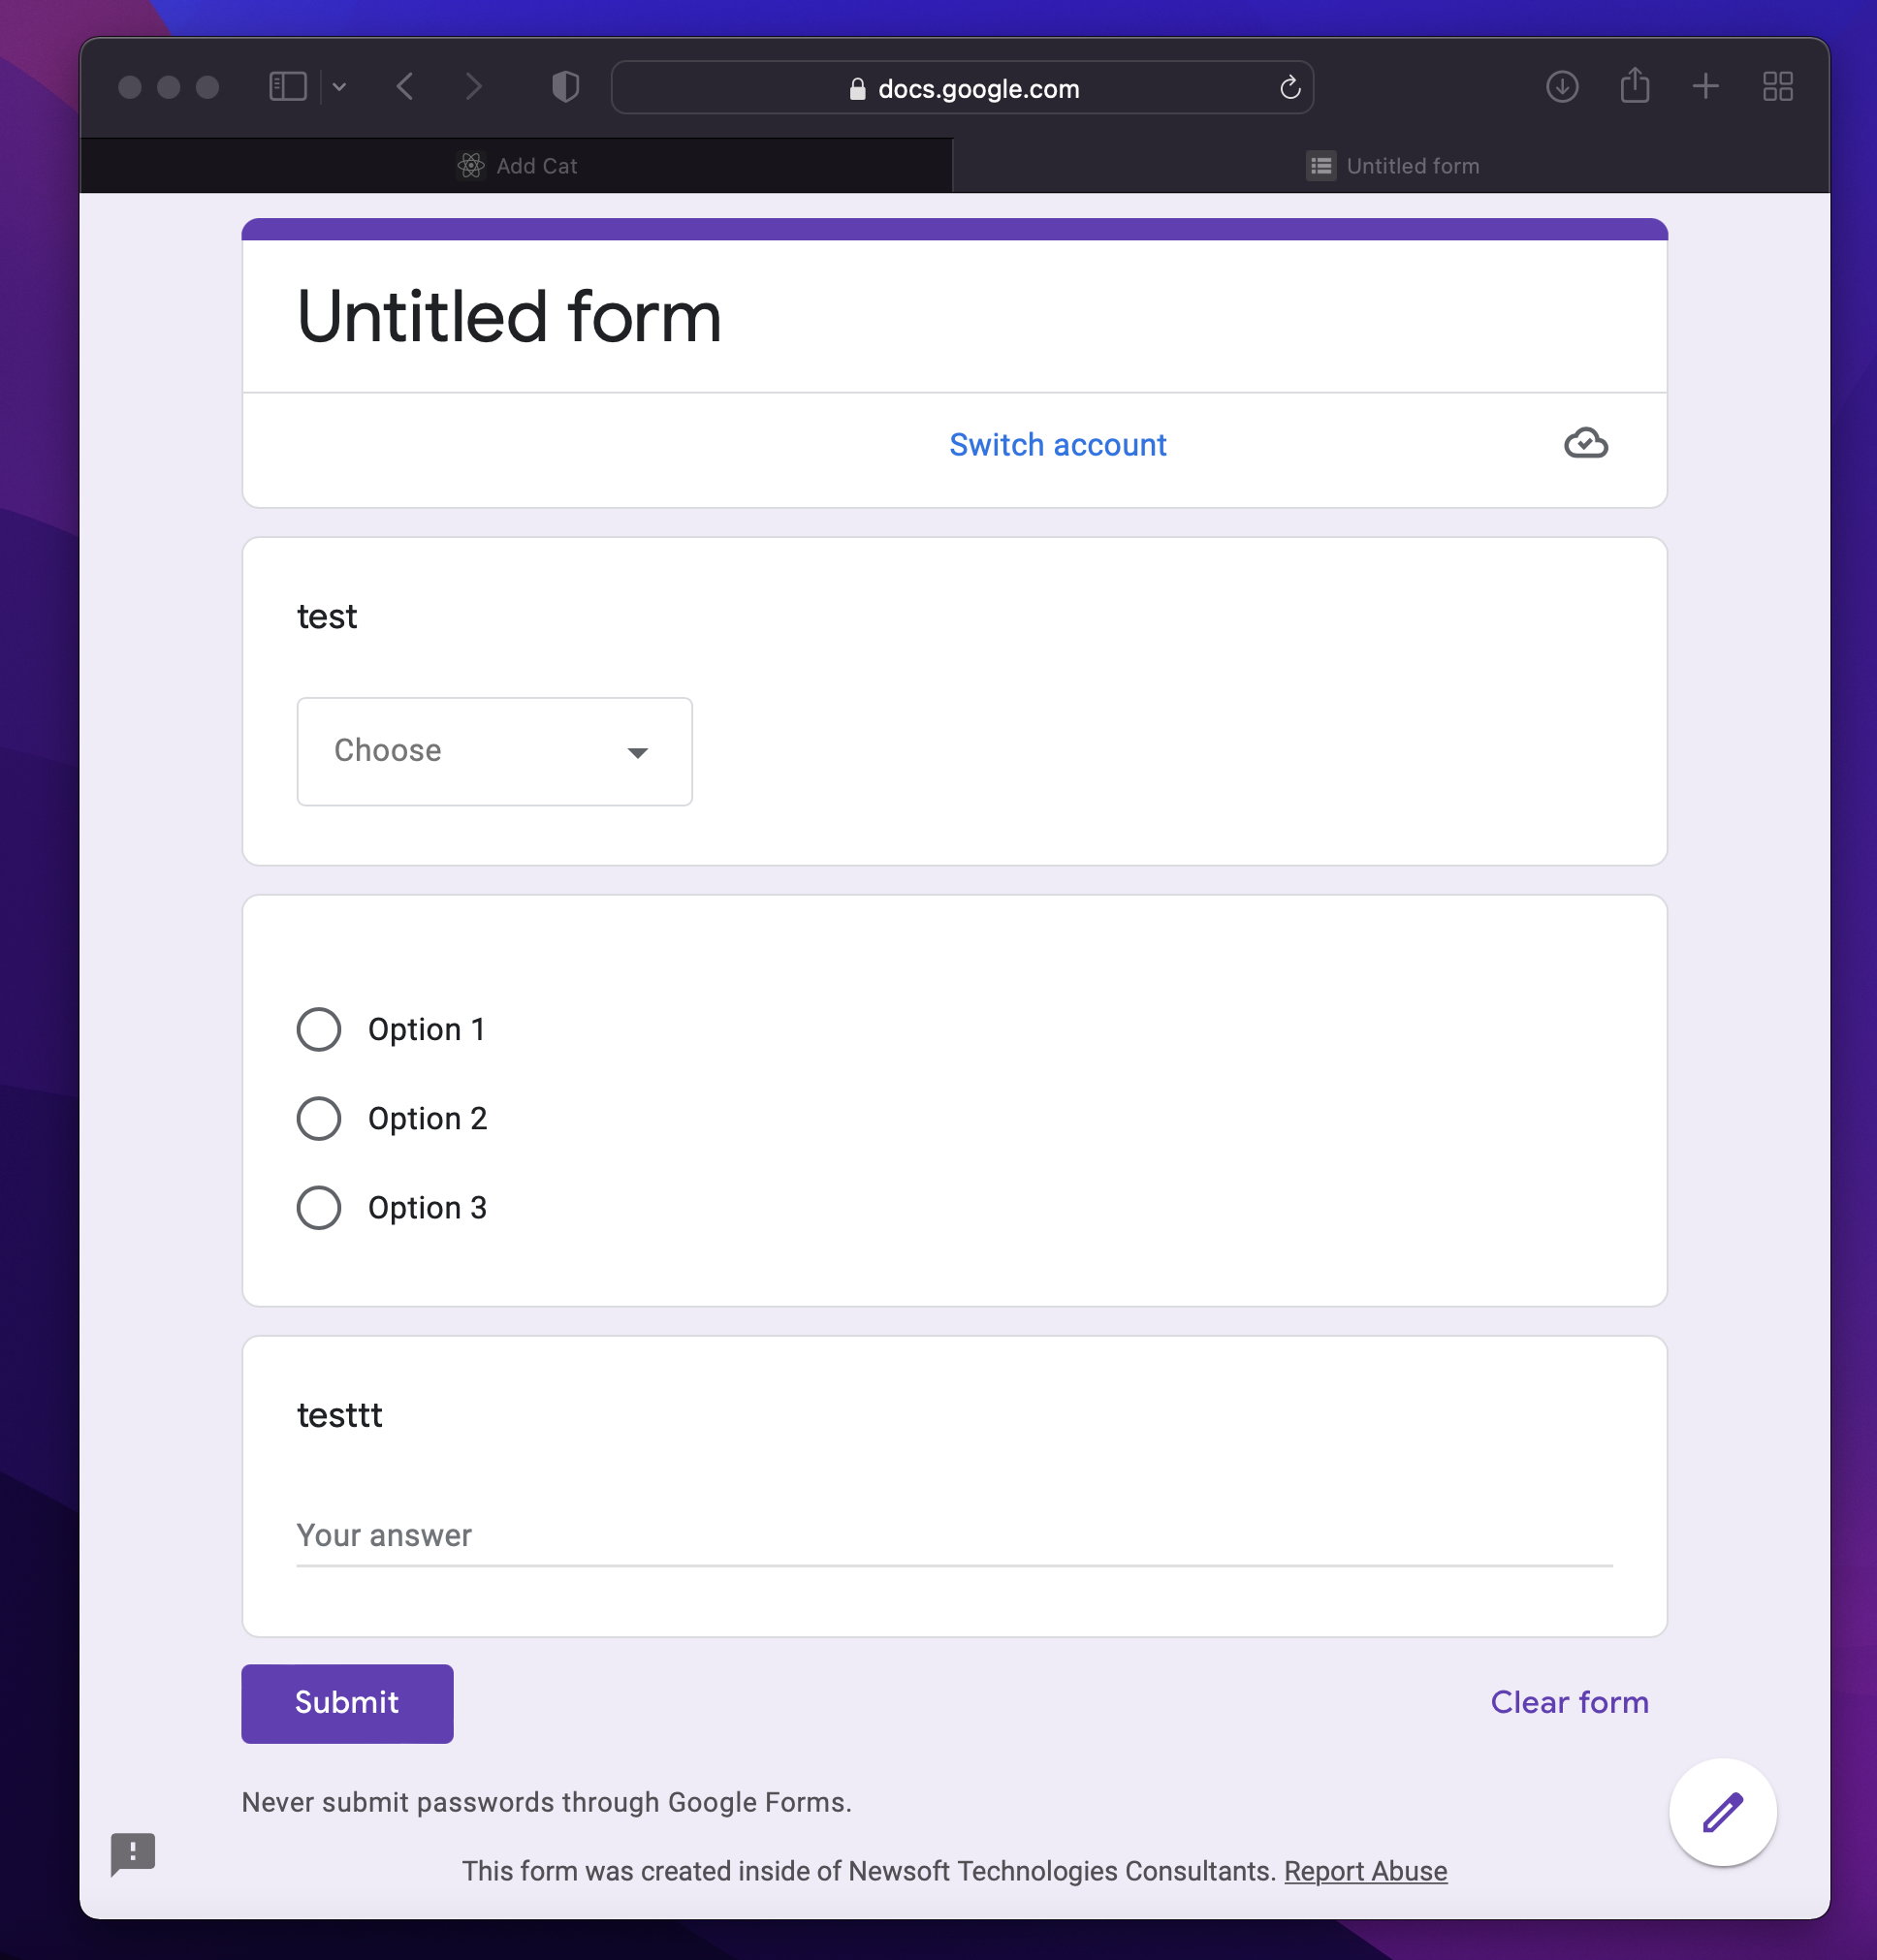 docs.google.com
Add Cat
Untitled form
Untitled form
Switch account
test
Choose
Option 1
Option 2
Option 3
testtt
Your answer
Submit
Clear form
Never submit passwords through Google Forms.
This form was created inside of Newsoft Technologies Consultants. Report Abuse